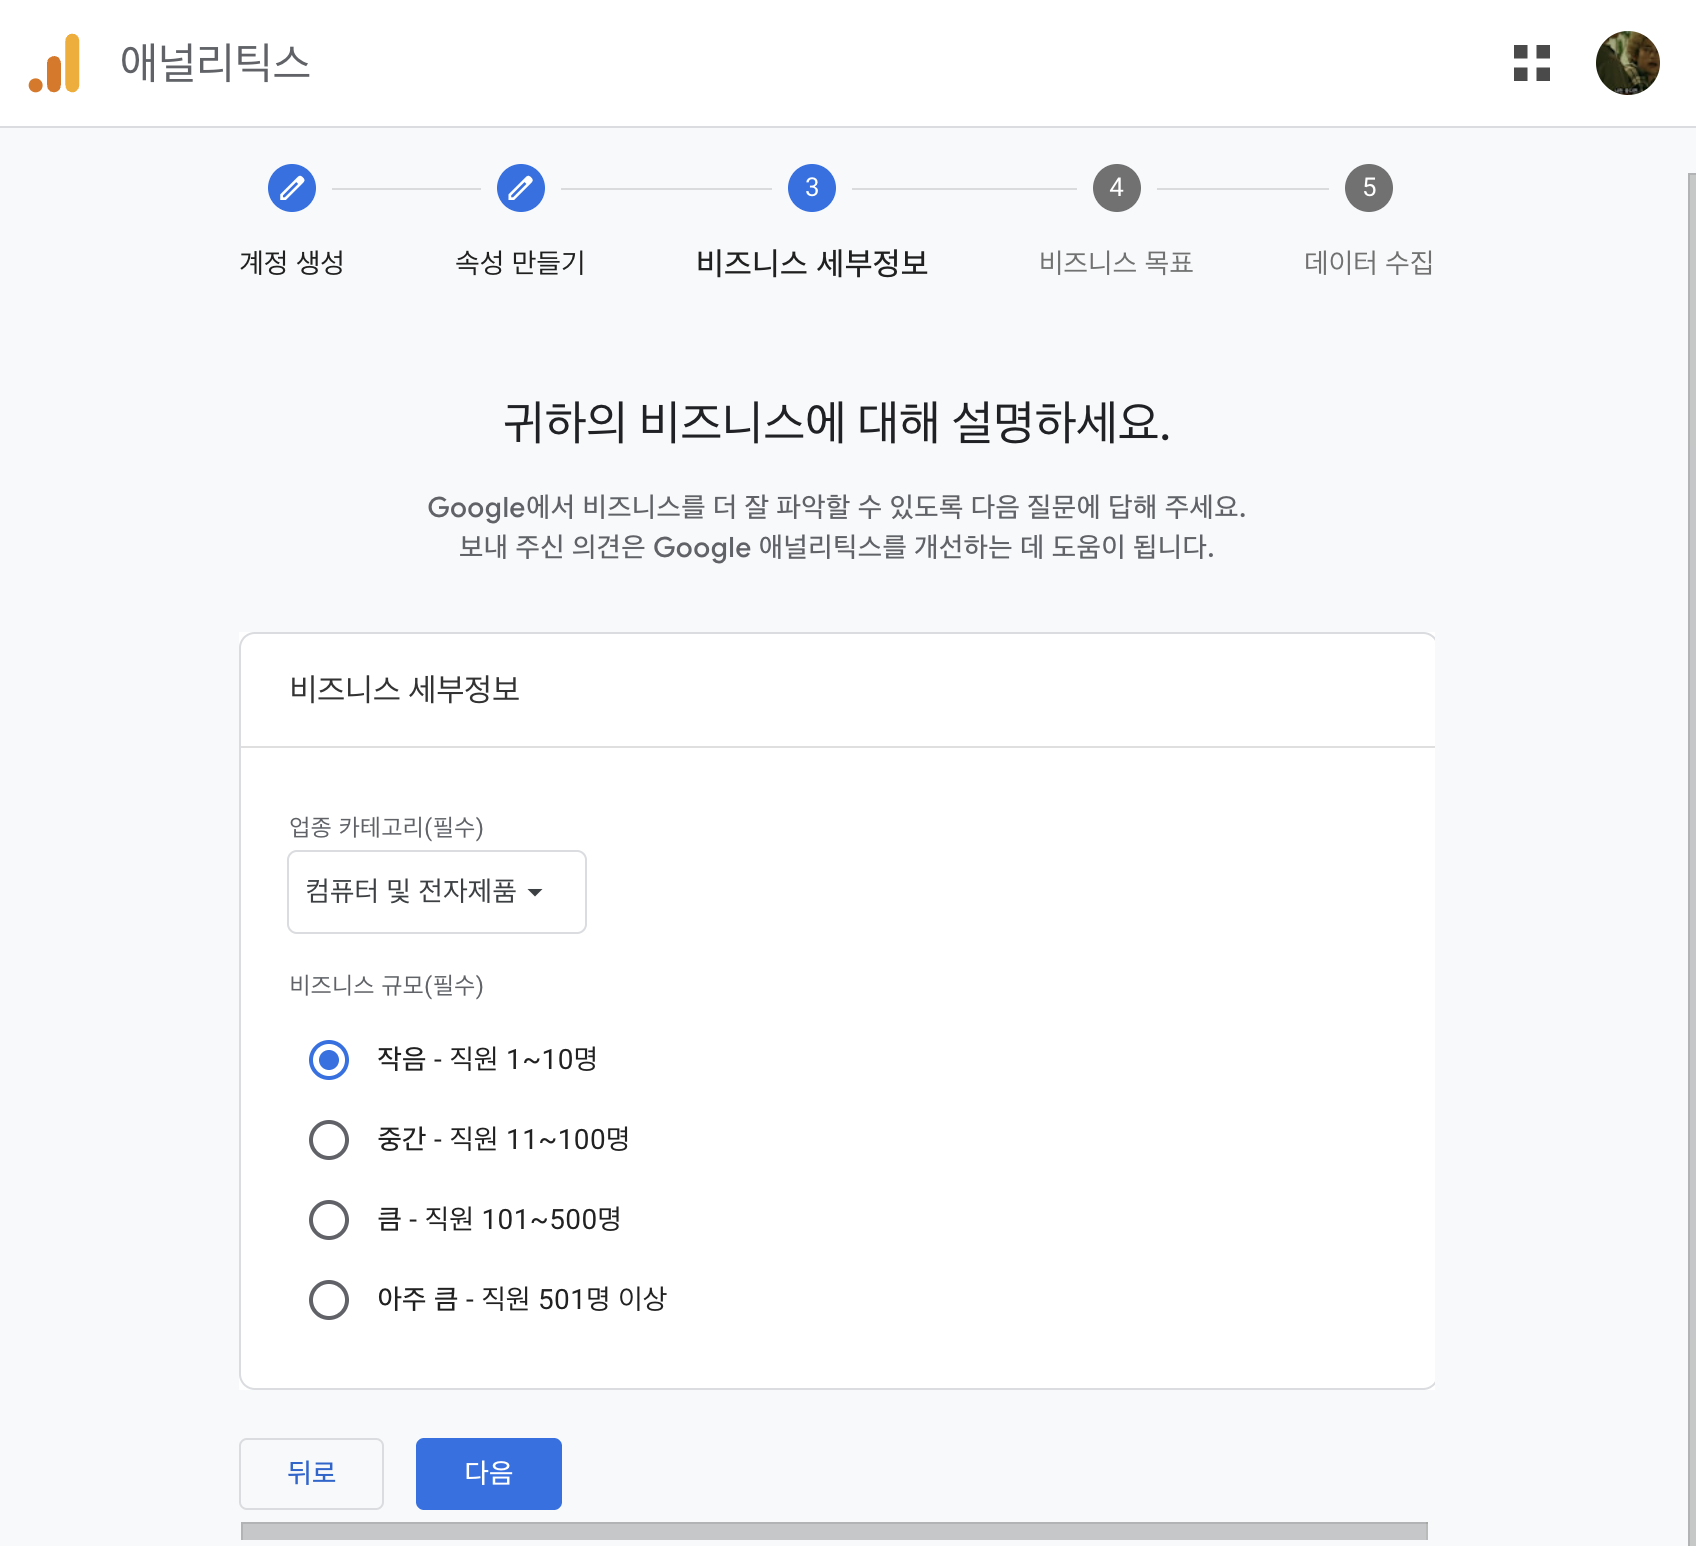 애널리틱스
3
4
5
계정 생성
속성 만들기
비즈니스 세부정보
비즈니스 목표
데이터 수집
귀하의 비즈니스에 대해 설명하세요.
Google에서 비즈니스를 더 잘 파악할 수 있도록 다음 질문에 답해 주세요.
보내 주신 의견은 Google 애널리틱스를 개선하는 데 도움이 됩니다.
비즈니스 세부정보
업종 카테고리(필수)
컴퓨터 및 전자제품
비즈니스 규모(필수)
작음 - 직원 1~10명
중간 - 직원 11~100명
큼 - 직원 101~500명
아주 큼 - 직원 501명 이상
뒤로
다음